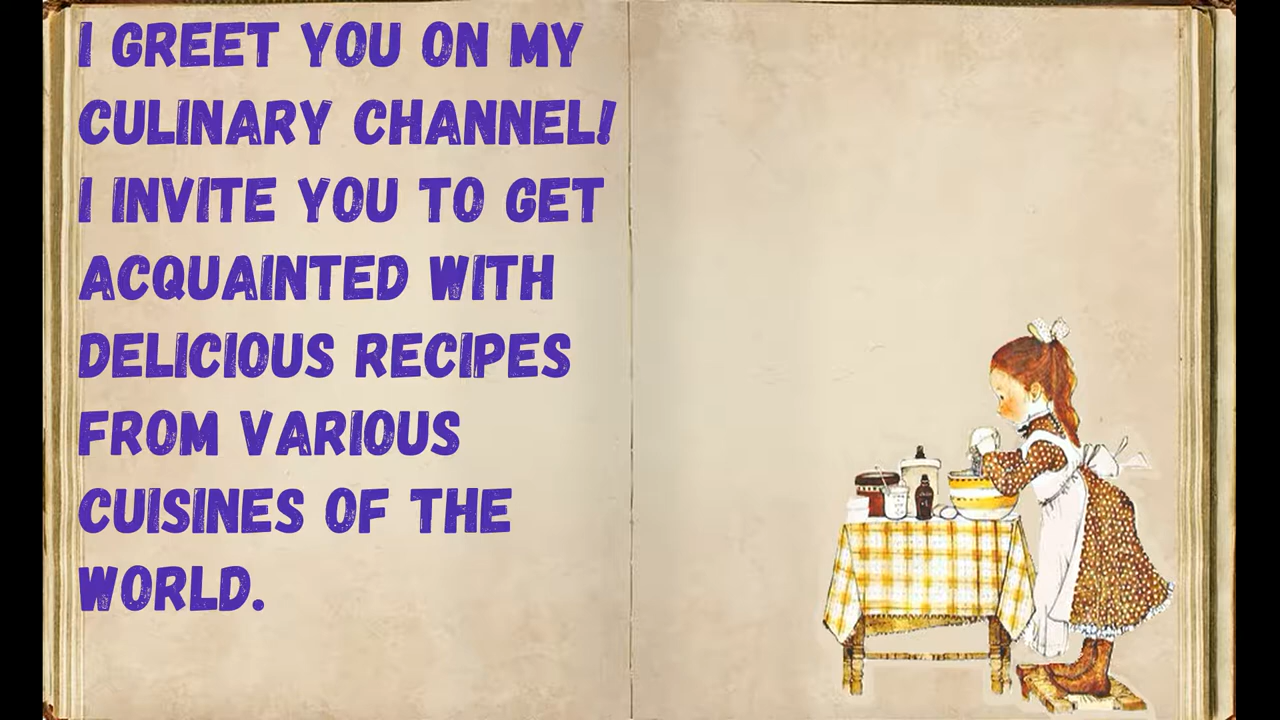 I GREET YOU ON MY
CULINARY CHANNEL!
I INVITE YOU TO GET
ACQUAINTED WITH
DELICIOUS RECIPES
FROM VARIOUS
CUISINES OF THE
WORLD.